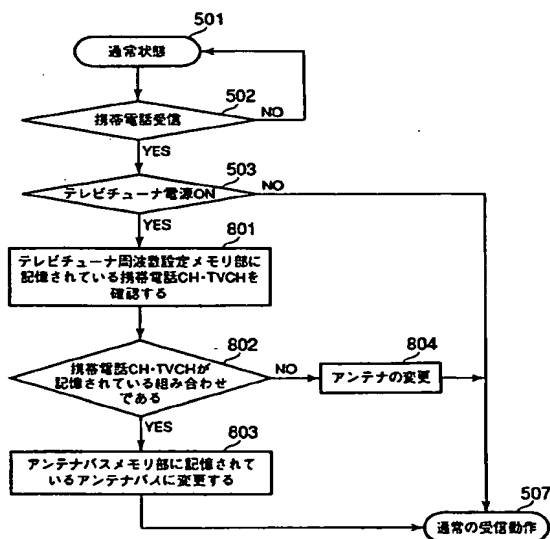 501
通常状態
502
携帯電話受信
NO
YES
503
テレビチューナ電源ON
NO
YES
801
テレビチューナ周波数設定メモリ部に
記憶されている携帯電話CH・TVCHを
確認する
802
携帯電話CH・TVCHが
記憶されている組み合わせ
である
NO
804
アンテナの変更
YES
803
アンテナパスメモリ部に記憶されて
いるアンテナパスに変更する
507
通常の受信動作